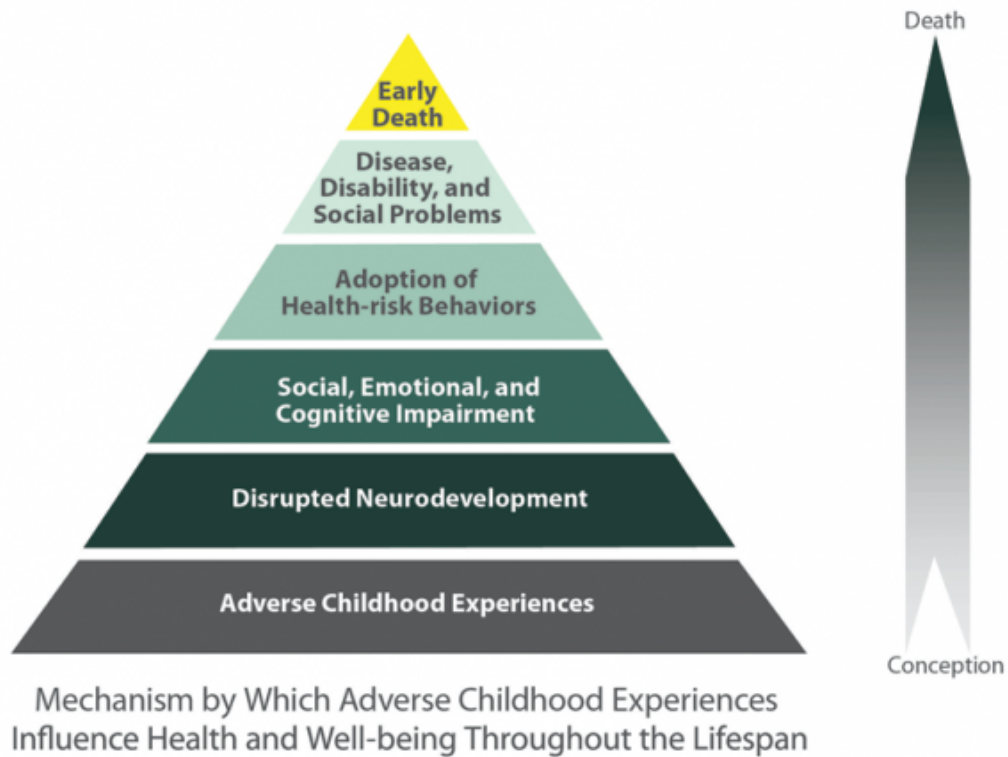 Death
Early
Death
Disease,
Disability, and
Social Problems
Adoption of
Health-risk Behaviors
Social, Emotional, and
Cognitive Impairment
Disrupted Neurodevelopment
Adverse Childhood Experiences
Conception
Mechanism by Which Adverse Childhood Experiences
Influence Health and Well-being Throughout the Lifespan